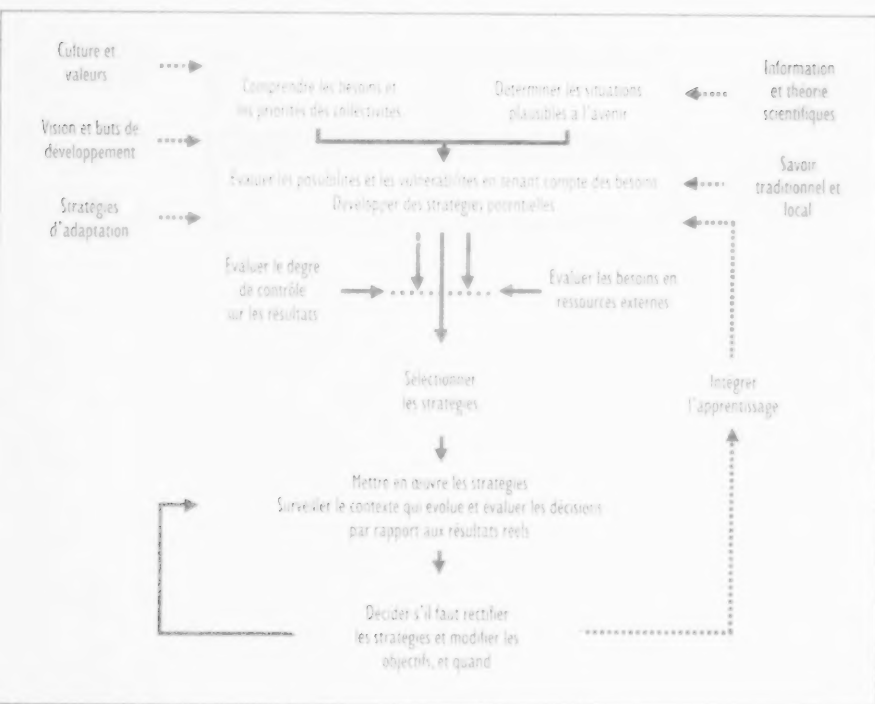 Culture et
valeurs
Comprendre les besoins et
les priorités des collectivités
Déterminer les situations
plausibles à l'avenir
Information
et théorie
scientifiques
Vision et buts de
développement
Évaluer les possibilités et les vulnérabilités en tenant compte des besoins
Développer des stratégies potentielles
Savoir
traditionnel et
local
Stratégies
d'adaptation
Évaluer le degré
de contrôle
sur les résultats
Évaluer les besoins en
ressources externes
Sélectionner
les stratégies
Intégrer
l'apprentissage
Mettre en œuvre les stratégies
Surveiller le contexte qui évolue et évaluer les décisions
par rapport aux résultats réels
Décider s'il faut rectifier
les stratégies et modifier les
objectifs, et quand